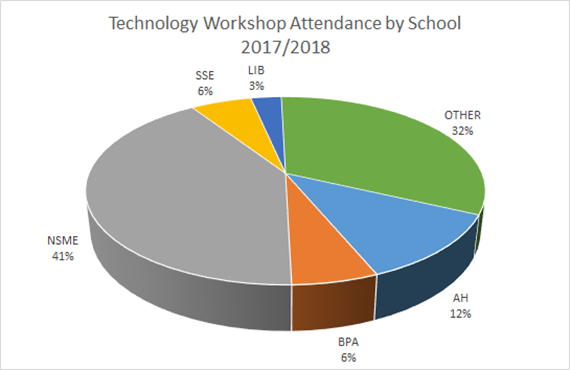 Technology Workshop Attendance by School
2017/2018
LIB
3%
SSE
6%
OTHER
32%
NSME
41%
AH
12%
BPA
6%